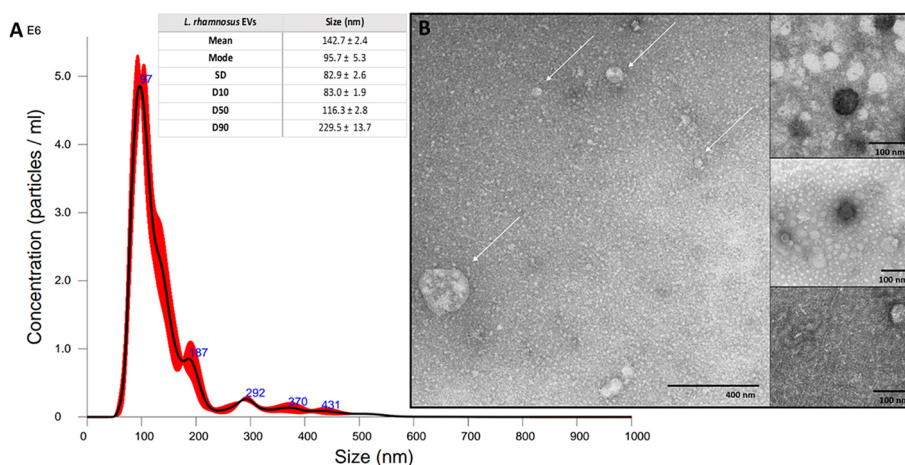 A
E6
L. rhamnosus EVs Size (nm)
Mean 142.7 ± 2.4
Mode 95.7 ± 5.3
SD 82.9 ± 2.6
D10 83.0 ± 1.9
D50 116.3 ± 2.8
D90 229.5 ± 13.7
Concentration (particles / ml)
5.0
4.0
3.0
2.0
1.0
0
97
187
292
370
431
0 100 200 300 400 500 600 700 800 900 1000
Size (nm)
B
400 nm
100 nm
100 nm
100 nm